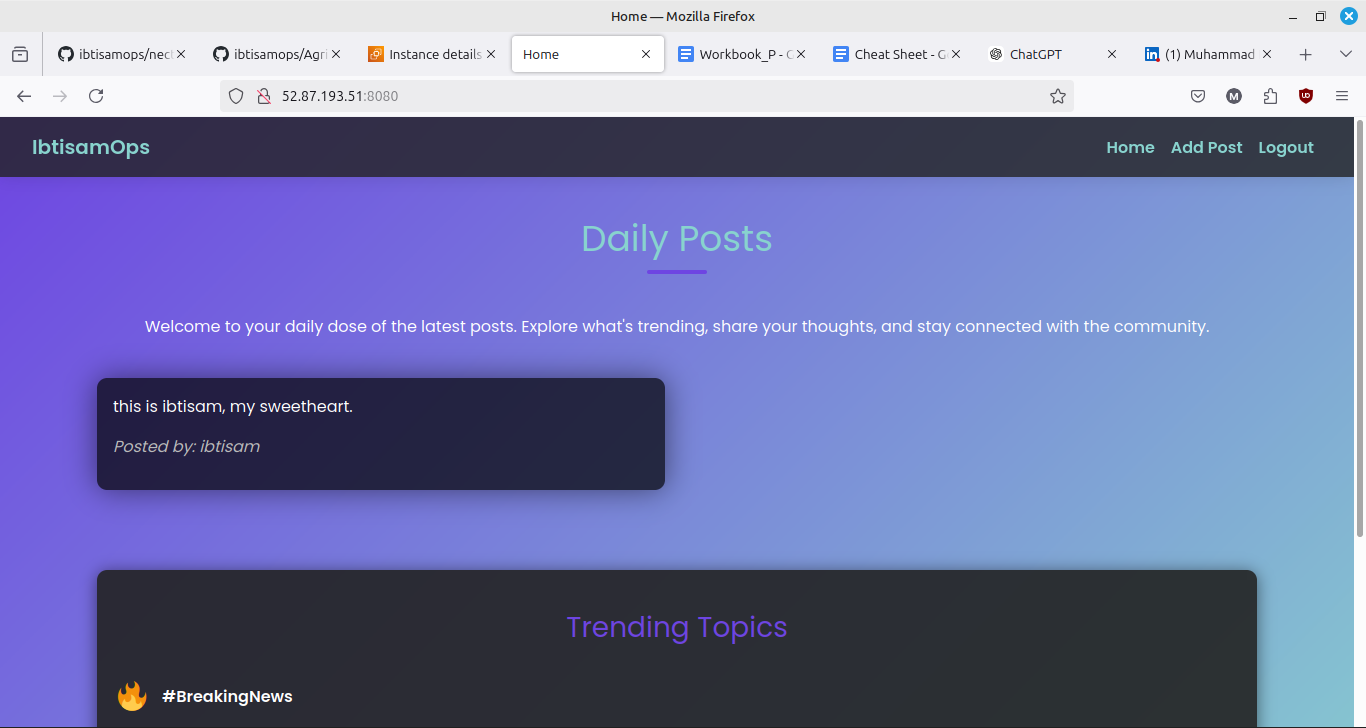 Home — Mozilla Firefox
ibtisamops/nect
ibtisamops/Agri
Instance details
Home
Workbook_P - G
Cheat Sheet - Go
ChatGPT
(1) Muhammad
52.87.193.51:8080
M
IbtisamOps
Home Add Post Logout
Daily Posts
Welcome to your daily dose of the latest posts. Explore what's trending, share your thoughts, and stay connected with the community.
this is ibtisam, my sweetheart.
Posted by: ibtisam
Trending Topics
#BreakingNews